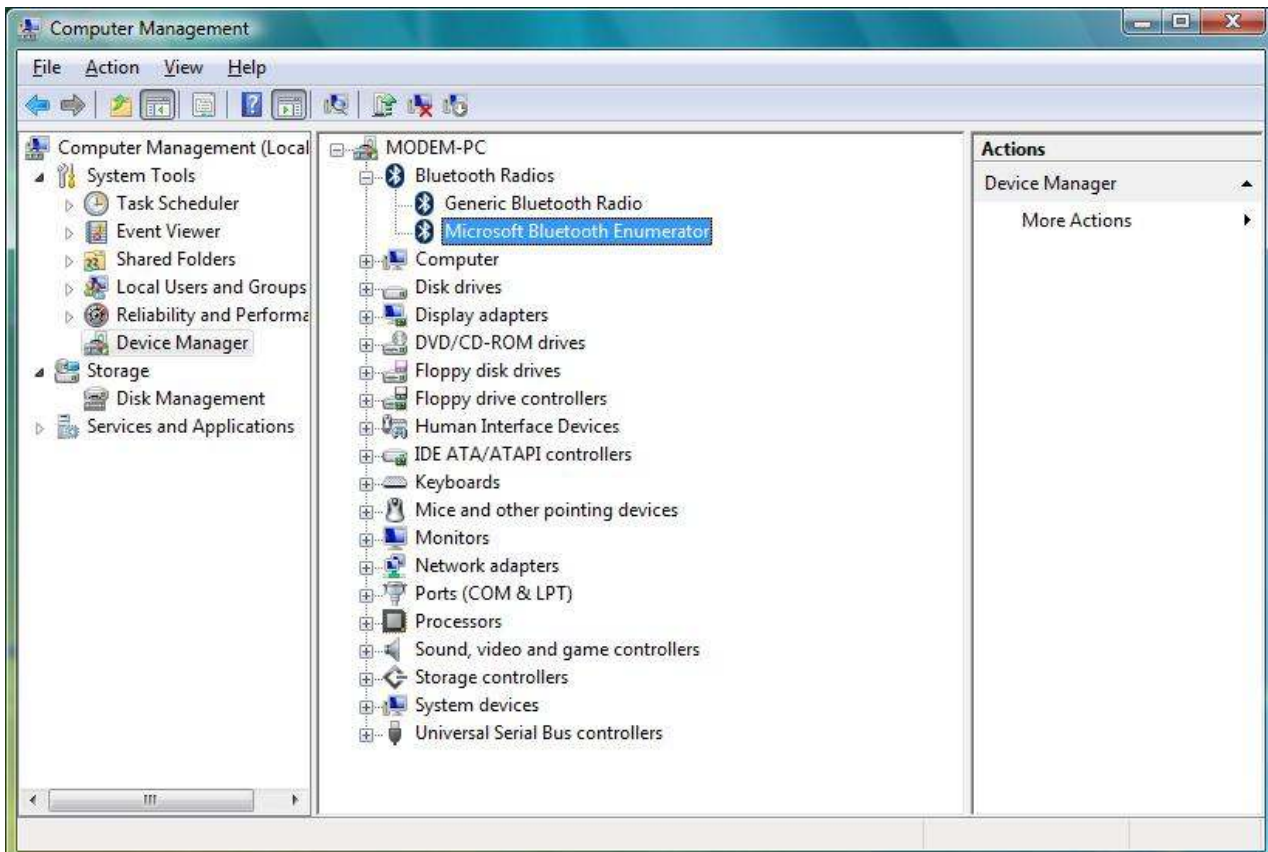 Computer Management
File Action View Help
Computer Management (Local
System Tools
Task Scheduler
Event Viewer
Shared Folders
Local Users and Groups
Reliability and Performa
Device Manager
Storage
Disk Management
Services and Applications
MODEM-PC
Bluetooth Radios
Generic Bluetooth Radio
Microsoft Bluetooth Enumerator
Computer
Disk drives
Display adapters
DVD/CD-ROM drives
Floppy disk drives
Floppy drive controllers
Human Interface Devices
IDE ATA/ATAPI controllers
Keyboards
Mice and other pointing devices
Monitors
Network adapters
Ports (COM & LPT)
Processors
Sound, video and game controllers
Storage controllers
System devices
Universal Serial Bus controllers
Actions
Device Manager
More Actions